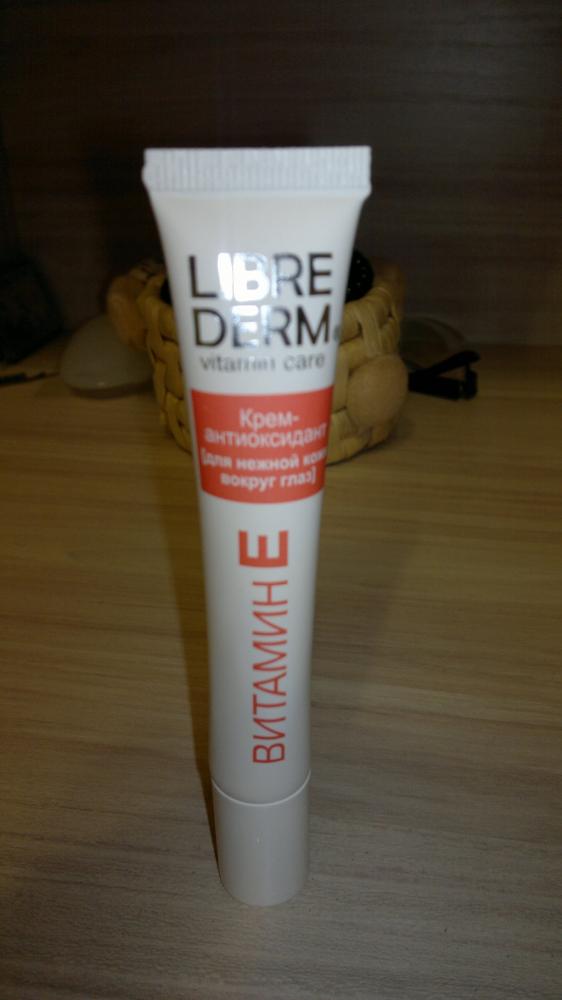 LIBRE
DERM
vitamin care
Крем-
антиоксидант
[для нежной кожи
вокруг глаз]
ВИТАМИН Е